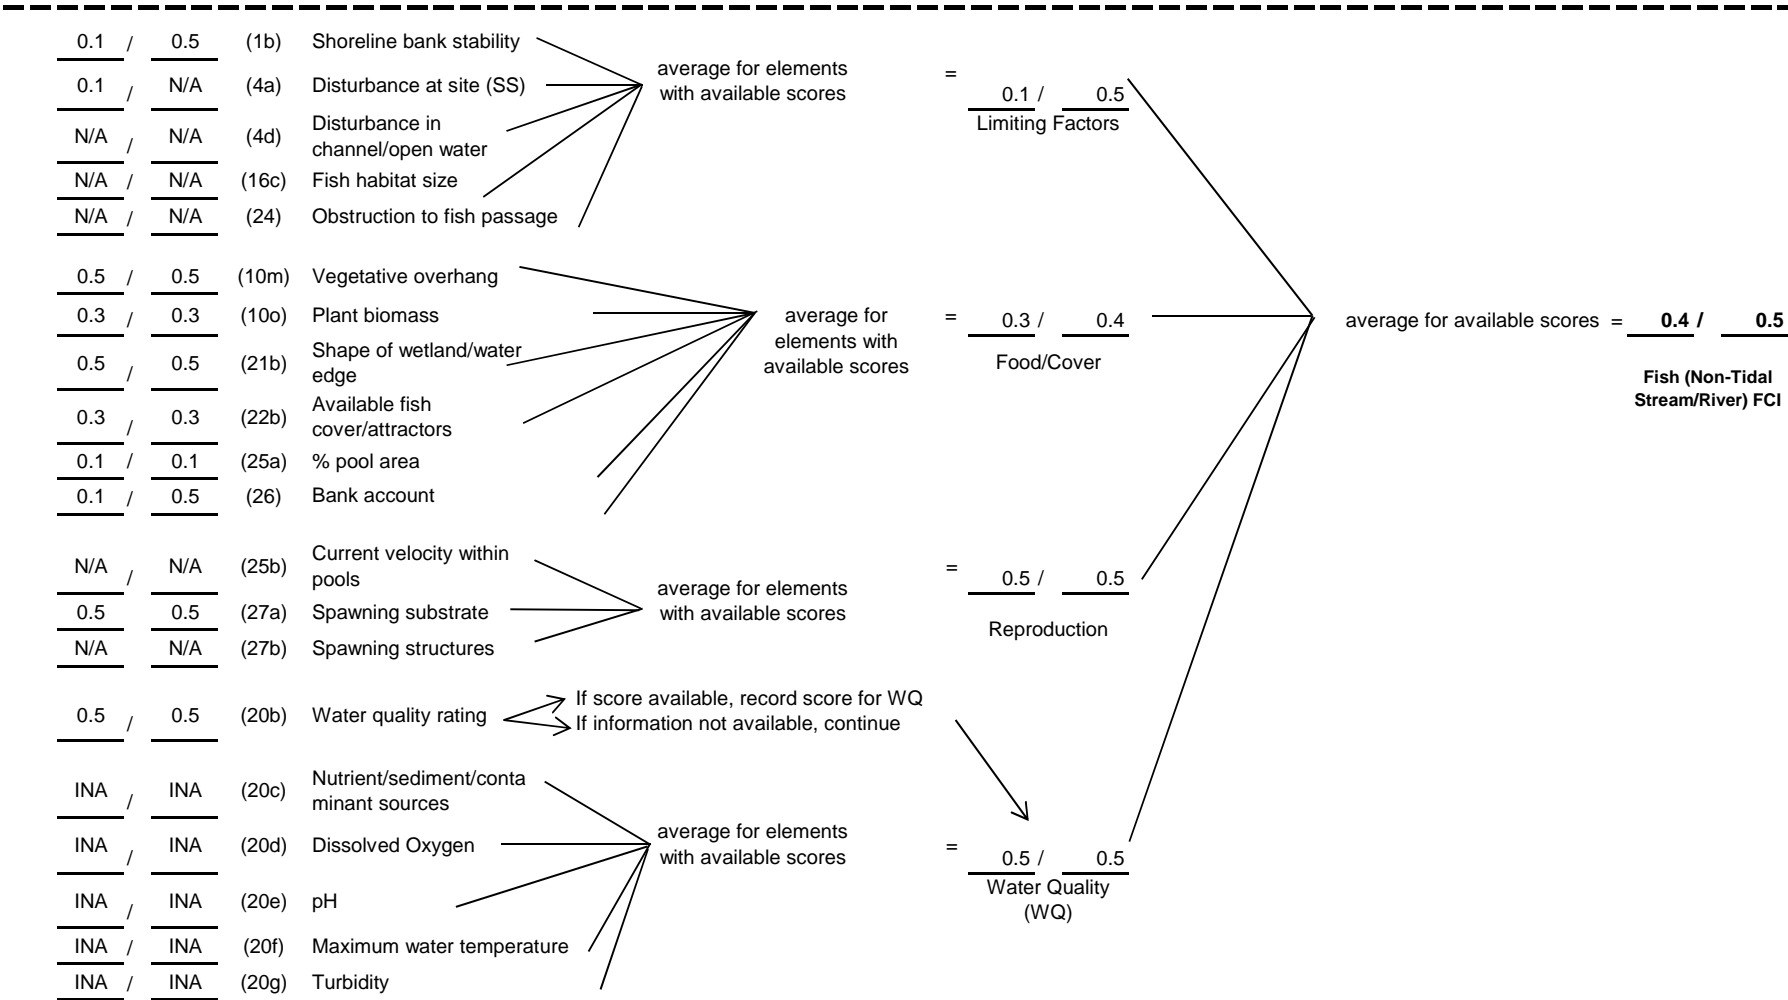 0.1 / 0.5 (1b) Shoreline bank stability
0.1 / N/A (4a) Disturbance at site (SS)
N/A / N/A (4d) Disturbance in
channel/open water
N/A / N/A (16c) Fish habitat size
N/A / N/A (24) Obstruction to fish passage
average for elements
with available scores
=
0.1 / 0.5
Limiting Factors
0.5 / 0.5 (10m) Vegetative overhang
0.3 / 0.3 (10o) Plant biomass
0.5 / 0.5 (21b) Shape of wetland/water
edge
0.3 / 0.3 (22b) Available fish
cover/attractors
0.1 / 0.1 (25a) % pool area
0.1 / 0.5 (26) Bank account
average for
elements with
available scores
= 0.3 / 0.4
Food/Cover
average for available scores = 0.4 / 0.5
Fish (Non-Tidal
Stream/River) FCI
N/A / N/A (25b) Current velocity within
pools
0.5 / 0.5 (27a) Spawning substrate
N/A / N/A (27b) Spawning structures
average for elements
with available scores
=
0.5 / 0.5
Reproduction
0.5 / 0.5 (20b) Water quality rating
If score available, record score for WQ
If information not available, continue
INA / INA (20c) Nutrient/sediment/conta
minant sources
INA / INA (20d) Dissolved Oxygen
INA / INA (20e) pH
INA / INA (20f) Maximum water temperature
INA / INA (20g) Turbidity
average for elements
with available scores
=
0.5 / 0.5
Water Quality
(WQ)